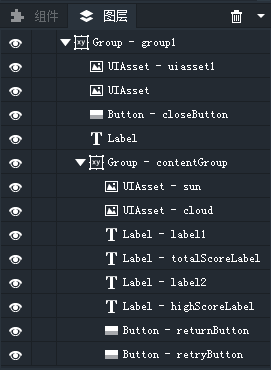 组件 图层
Group - group1
UIAsset - uiasset1
UIAsset
Button - closeButton
Label
Group - contentGroup
UIAsset - sun
UIAsset - cloud
Label - label1
Label - totalScoreLabel
Label - label2
Label - highScoreLabel
Button - returnButton
Button - retryButton